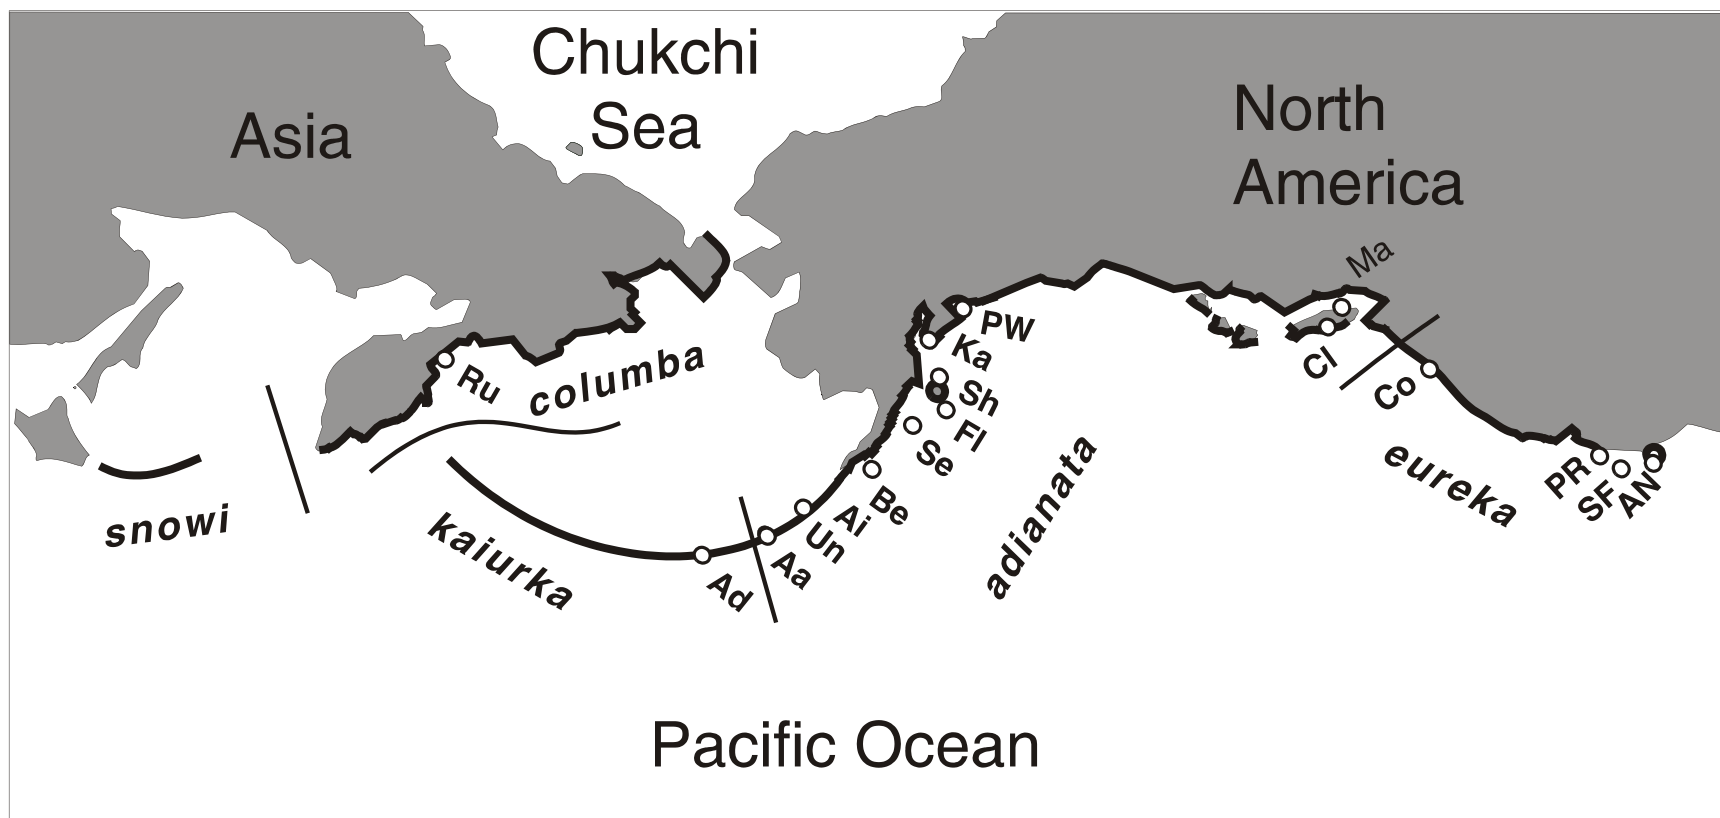 Chukchi
Sea
Asia
North
America
Ma
PW
Ka
Sh
Fl
Se
Be
Ai
Un
Aa
Ad
Ru
columba
snowi
kaiurka
adianata
Cl
Co
eureka
PR
SF
AN
Pacific Ocean